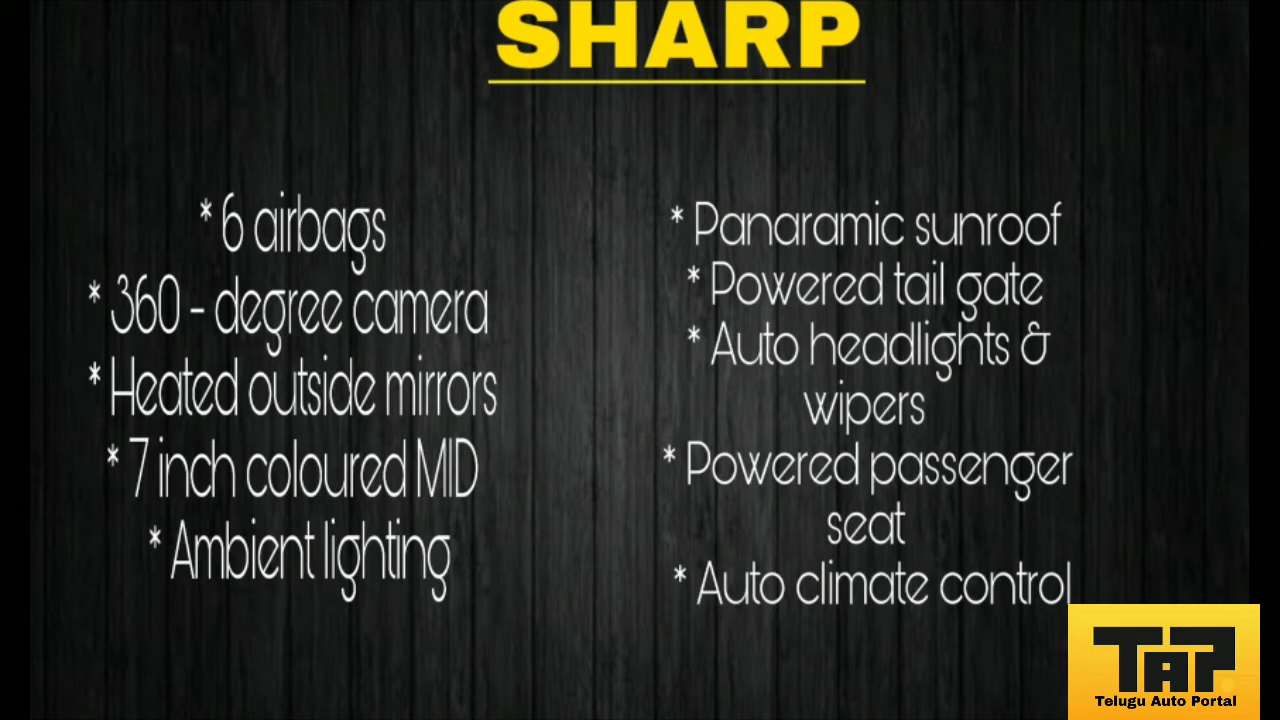 SHARP
* 6 airbags
* 360 - degree camera
* Heated outside mirrors
* 7 inch coloured MID
* Ambient lighting
* Panaramic sunroof
* Powered tail gate
* Auto headlights &
wipers
* Powered passenger
seat
* Auto climate control
TAP
Telugu Auto Portal